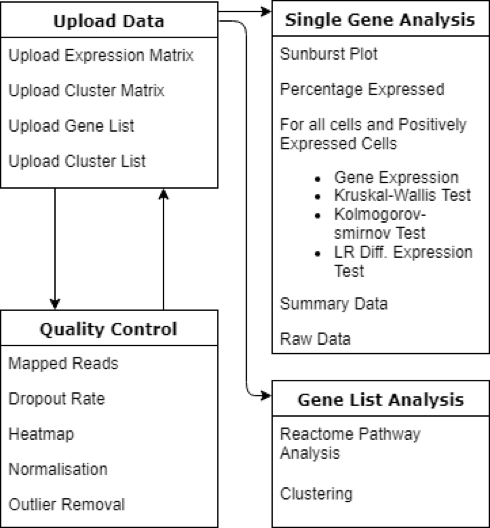 Upload Data
Upload Expression Matrix
Upload Cluster Matrix
Upload Gene List
Upload Cluster List
Quality Control
Mapped Reads
Dropout Rate
Heatmap
Normalisation
Outlier Removal
Single Gene Analysis
Sunburst Plot
Percentage Expressed
For all cells and Positively
Expressed Cells
• Gene Expression
• Kruskal-Wallis Test
• Kolmogorov-
smirnov Test
• LR Diff. Expression
Test
Summary Data
Raw Data
Gene List Analysis
Reactome Pathway
Analysis
Clustering